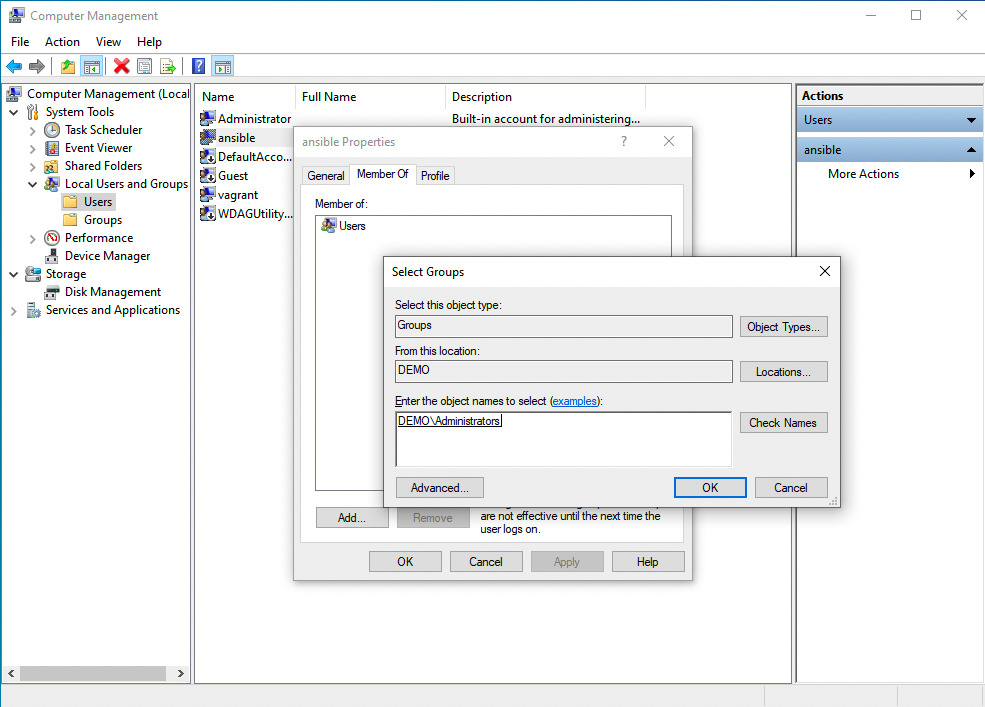 Computer Management
File Action View Help
Computer Management (Local
System Tools
Task Scheduler
Event Viewer
Shared Folders
Local Users and Groups
Users
Groups
Performance
Device Manager
Storage
Disk Management
Services and Applications
Name Full Name Description
Administrator Built-in account for administering...
ansible
DefaultAcco...
Guest
vagrant
WDAGUtility...
ansible Properties ?
General Member Of Profile
Member of:
Users
Select Groups
Select this object type:
Groups Object Types...
From this location:
DEMO Locations...
Enter the object names to select (examples):
DEMO\Administrators Check Names
Advanced... OK Cancel
Add... Remove
are not effective until the next time the
user logs on.
OK Cancel Apply Help
Actions
Users
ansible
More Actions